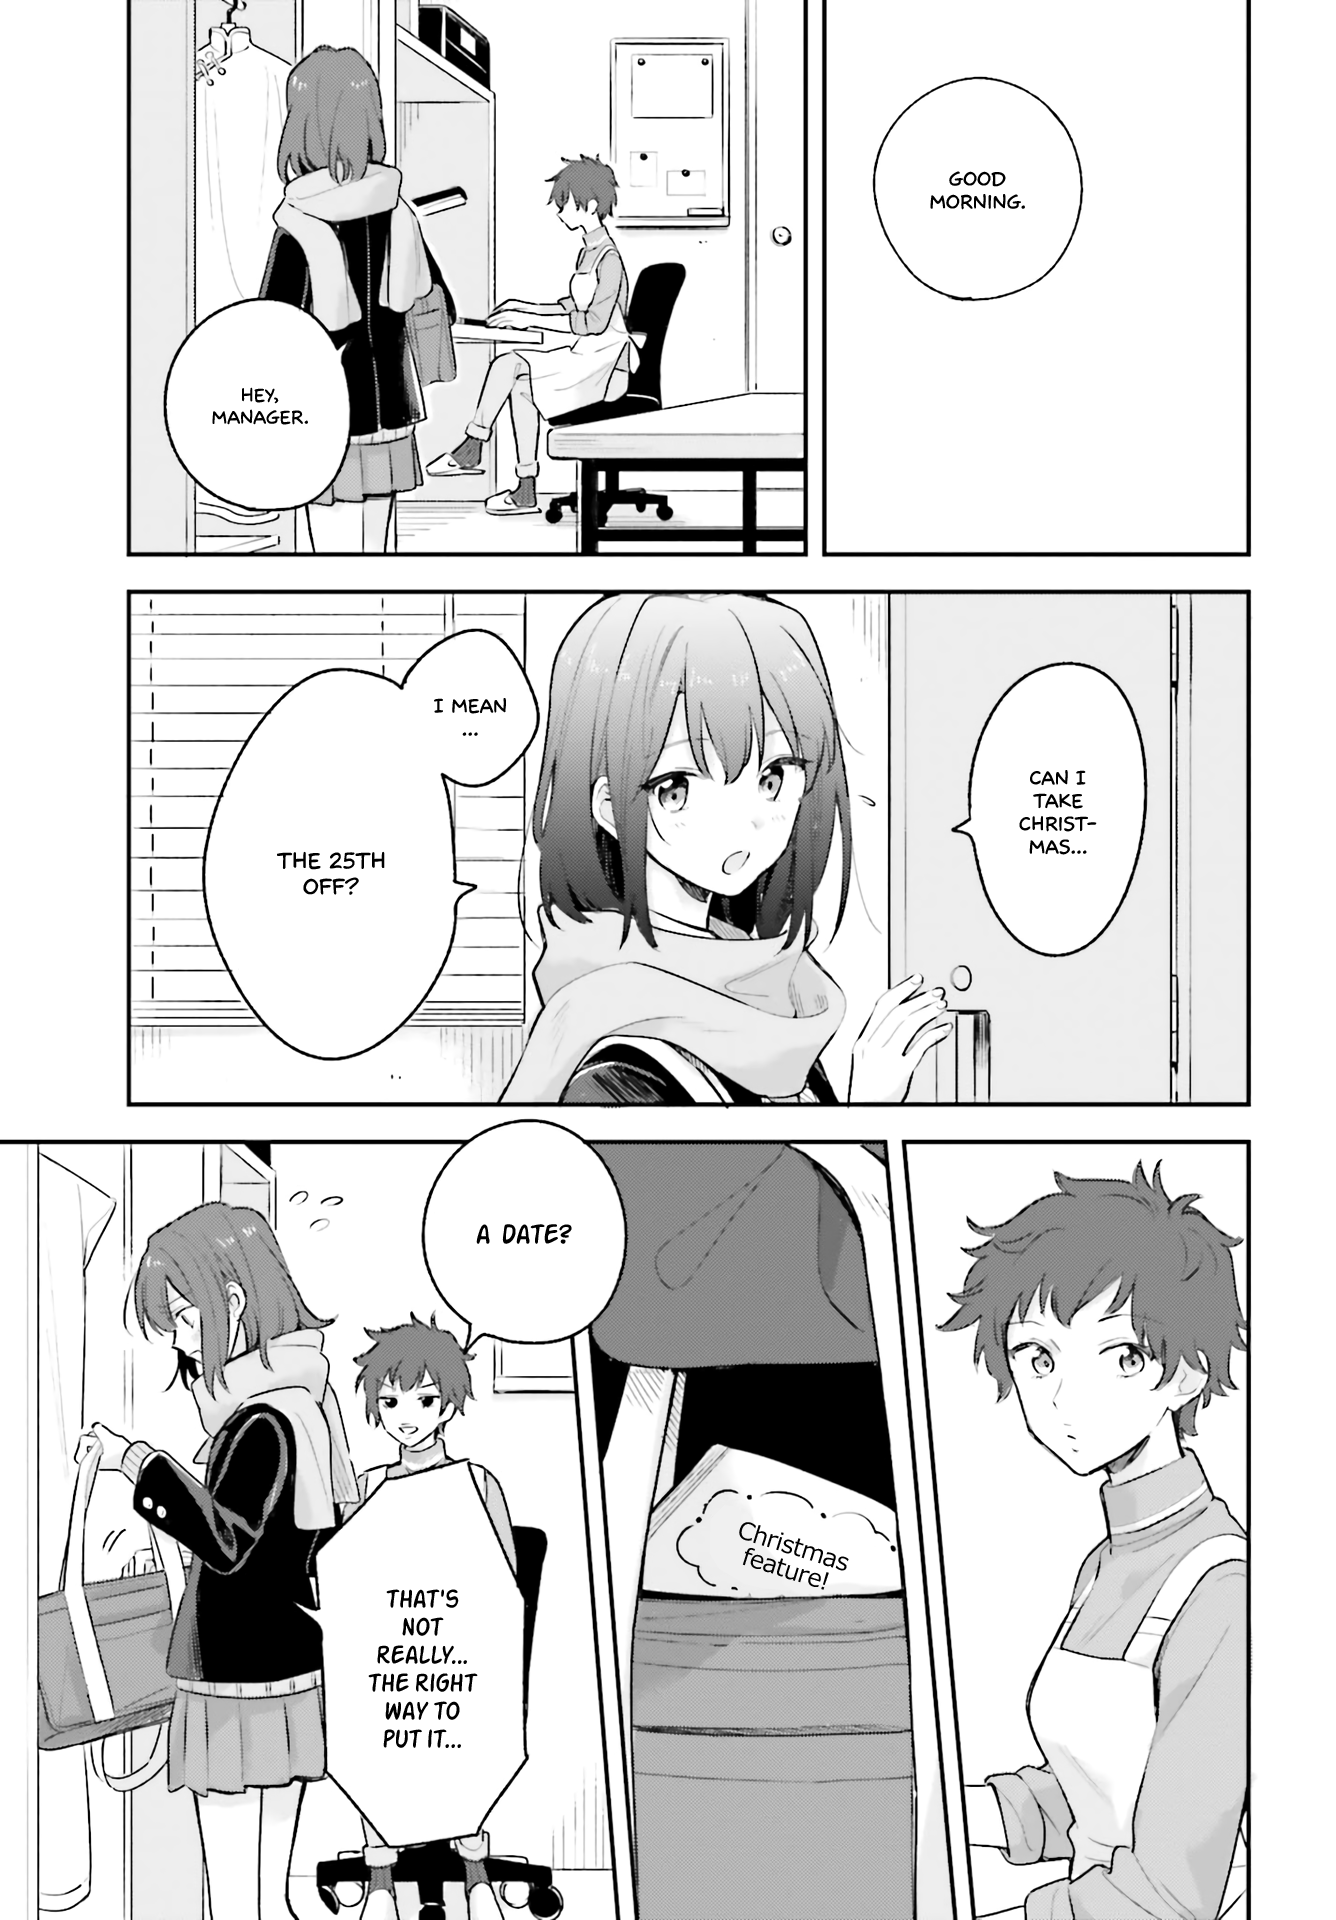 GOOD
MORNING.
HEY,
MANAGER.
CAN I
TAKE
CHRIST-
MAS...
I MEAN
...
THE 25TH
OFF?
Christmas
feature!
A DATE?
THAT'S
NOT
REALLY...
THE RIGHT
WAY TO
PUT IT...